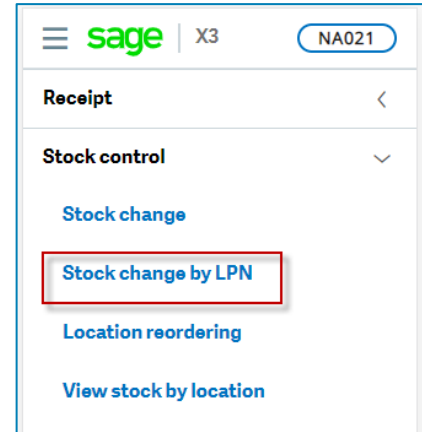 sage X3 NA021
Receipt
Stock control
Stock change
Stock change by LPN
Location reordering
View stock by location